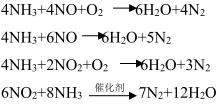 4NH3+4NO+O2 → 6H2O+4N2
4NH3+6NO → 6H2O+5N2
4NH3+2NO2+O2 → 6H2O+3N2
6NO2+8NH3 催化剂→ 7N2+12H2O